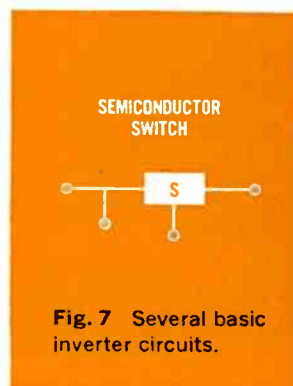 SEMICONDUCTOR
SWITCH
S
Fig. 7 Several basic
inverter circuits.